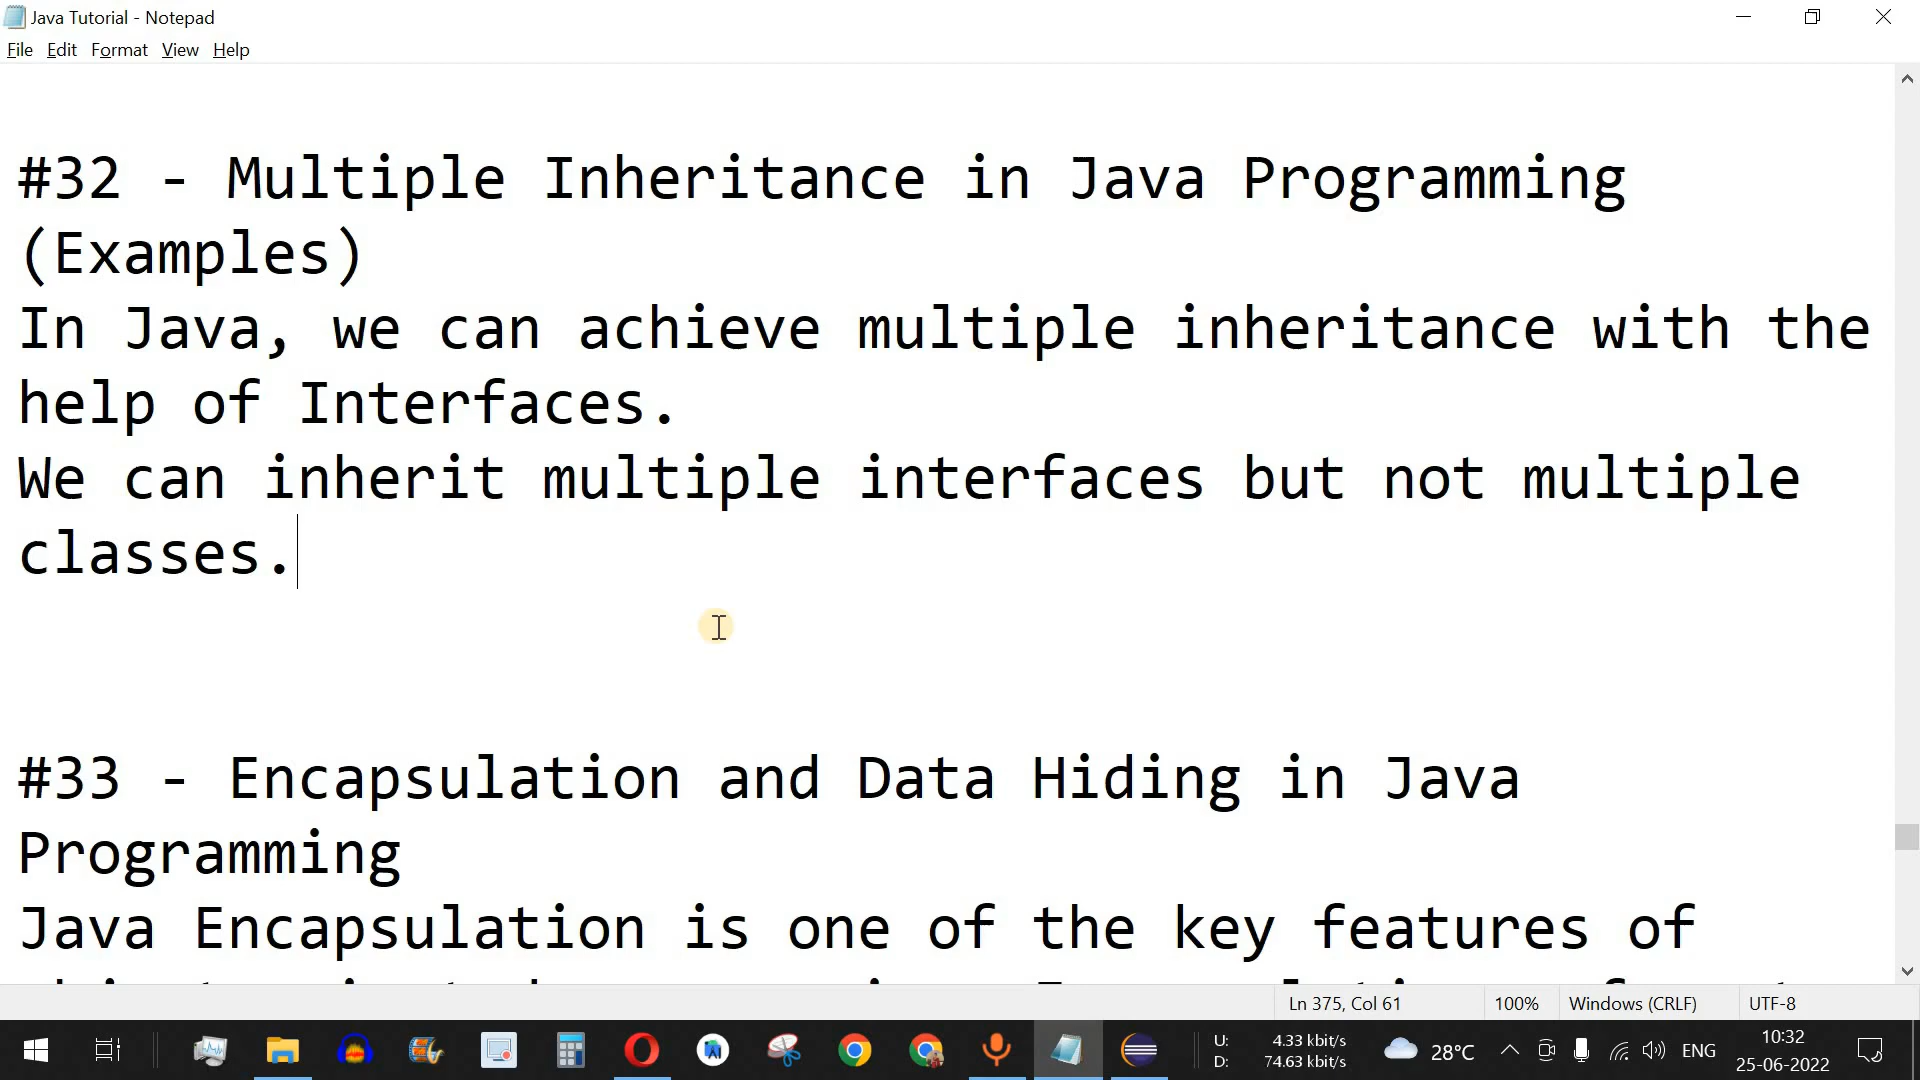 Java Tutorial - Notepad
File Edit Format View Help
#32 - Multiple Inheritance in Java Programming
(Examples)
In Java, we can achieve multiple inheritance with the
help of Interfaces.
We can inherit multiple interfaces but not multiple
classes.
#33 - Encapsulation and Data Hiding in Java
Programming
Java Encapsulation is one of the key features of
Ln 375, Col 61 100% Windows (CRLF) UTF-8
U: 4.33 kbit/s
D: 74.63 kbit/s
28°C
ENG
10:32
25-06-2022